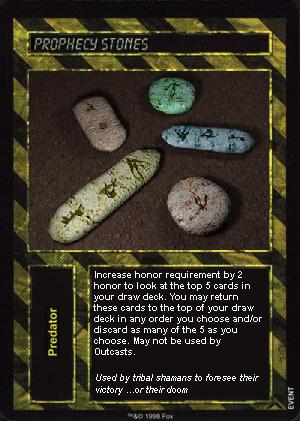 PROPHECY STONES
Predator
Increase honor requirement by 2
honor to look at the top 5 cards in
your draw deck. You may return
these cards to the top of your draw
deck in any order you choose and/or
discard as many of the 5 as you
choose. May not be used by
Outcasts.
Used by tribal shamans to foresee their
victory ...or their doom
™&© 1998 Fox
EVENT